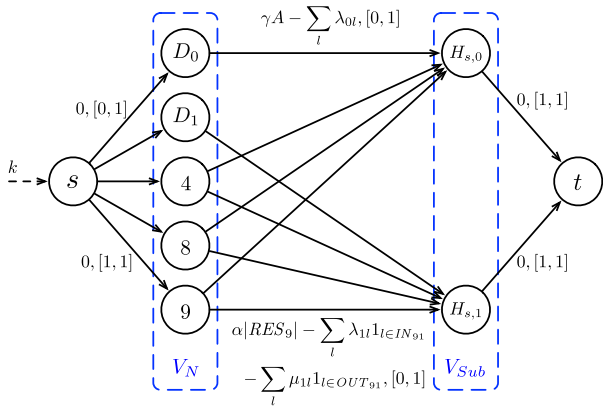 γA − ∑_l λ_{0l}, [0, 1]
D_0
H_{s,0}
0, [0, 1]
0, [1, 1]
D_1
k
s
4
t
8
0, [1, 1]
0, [1, 1]
9
H_{s,1}
α|RES_9| − ∑_l λ_{1l}1_{l∈IN_{91}}
V_N
V_{Sub}
− ∑_l μ_{1l}1_{l∈OUT_{91}}, [0, 1]